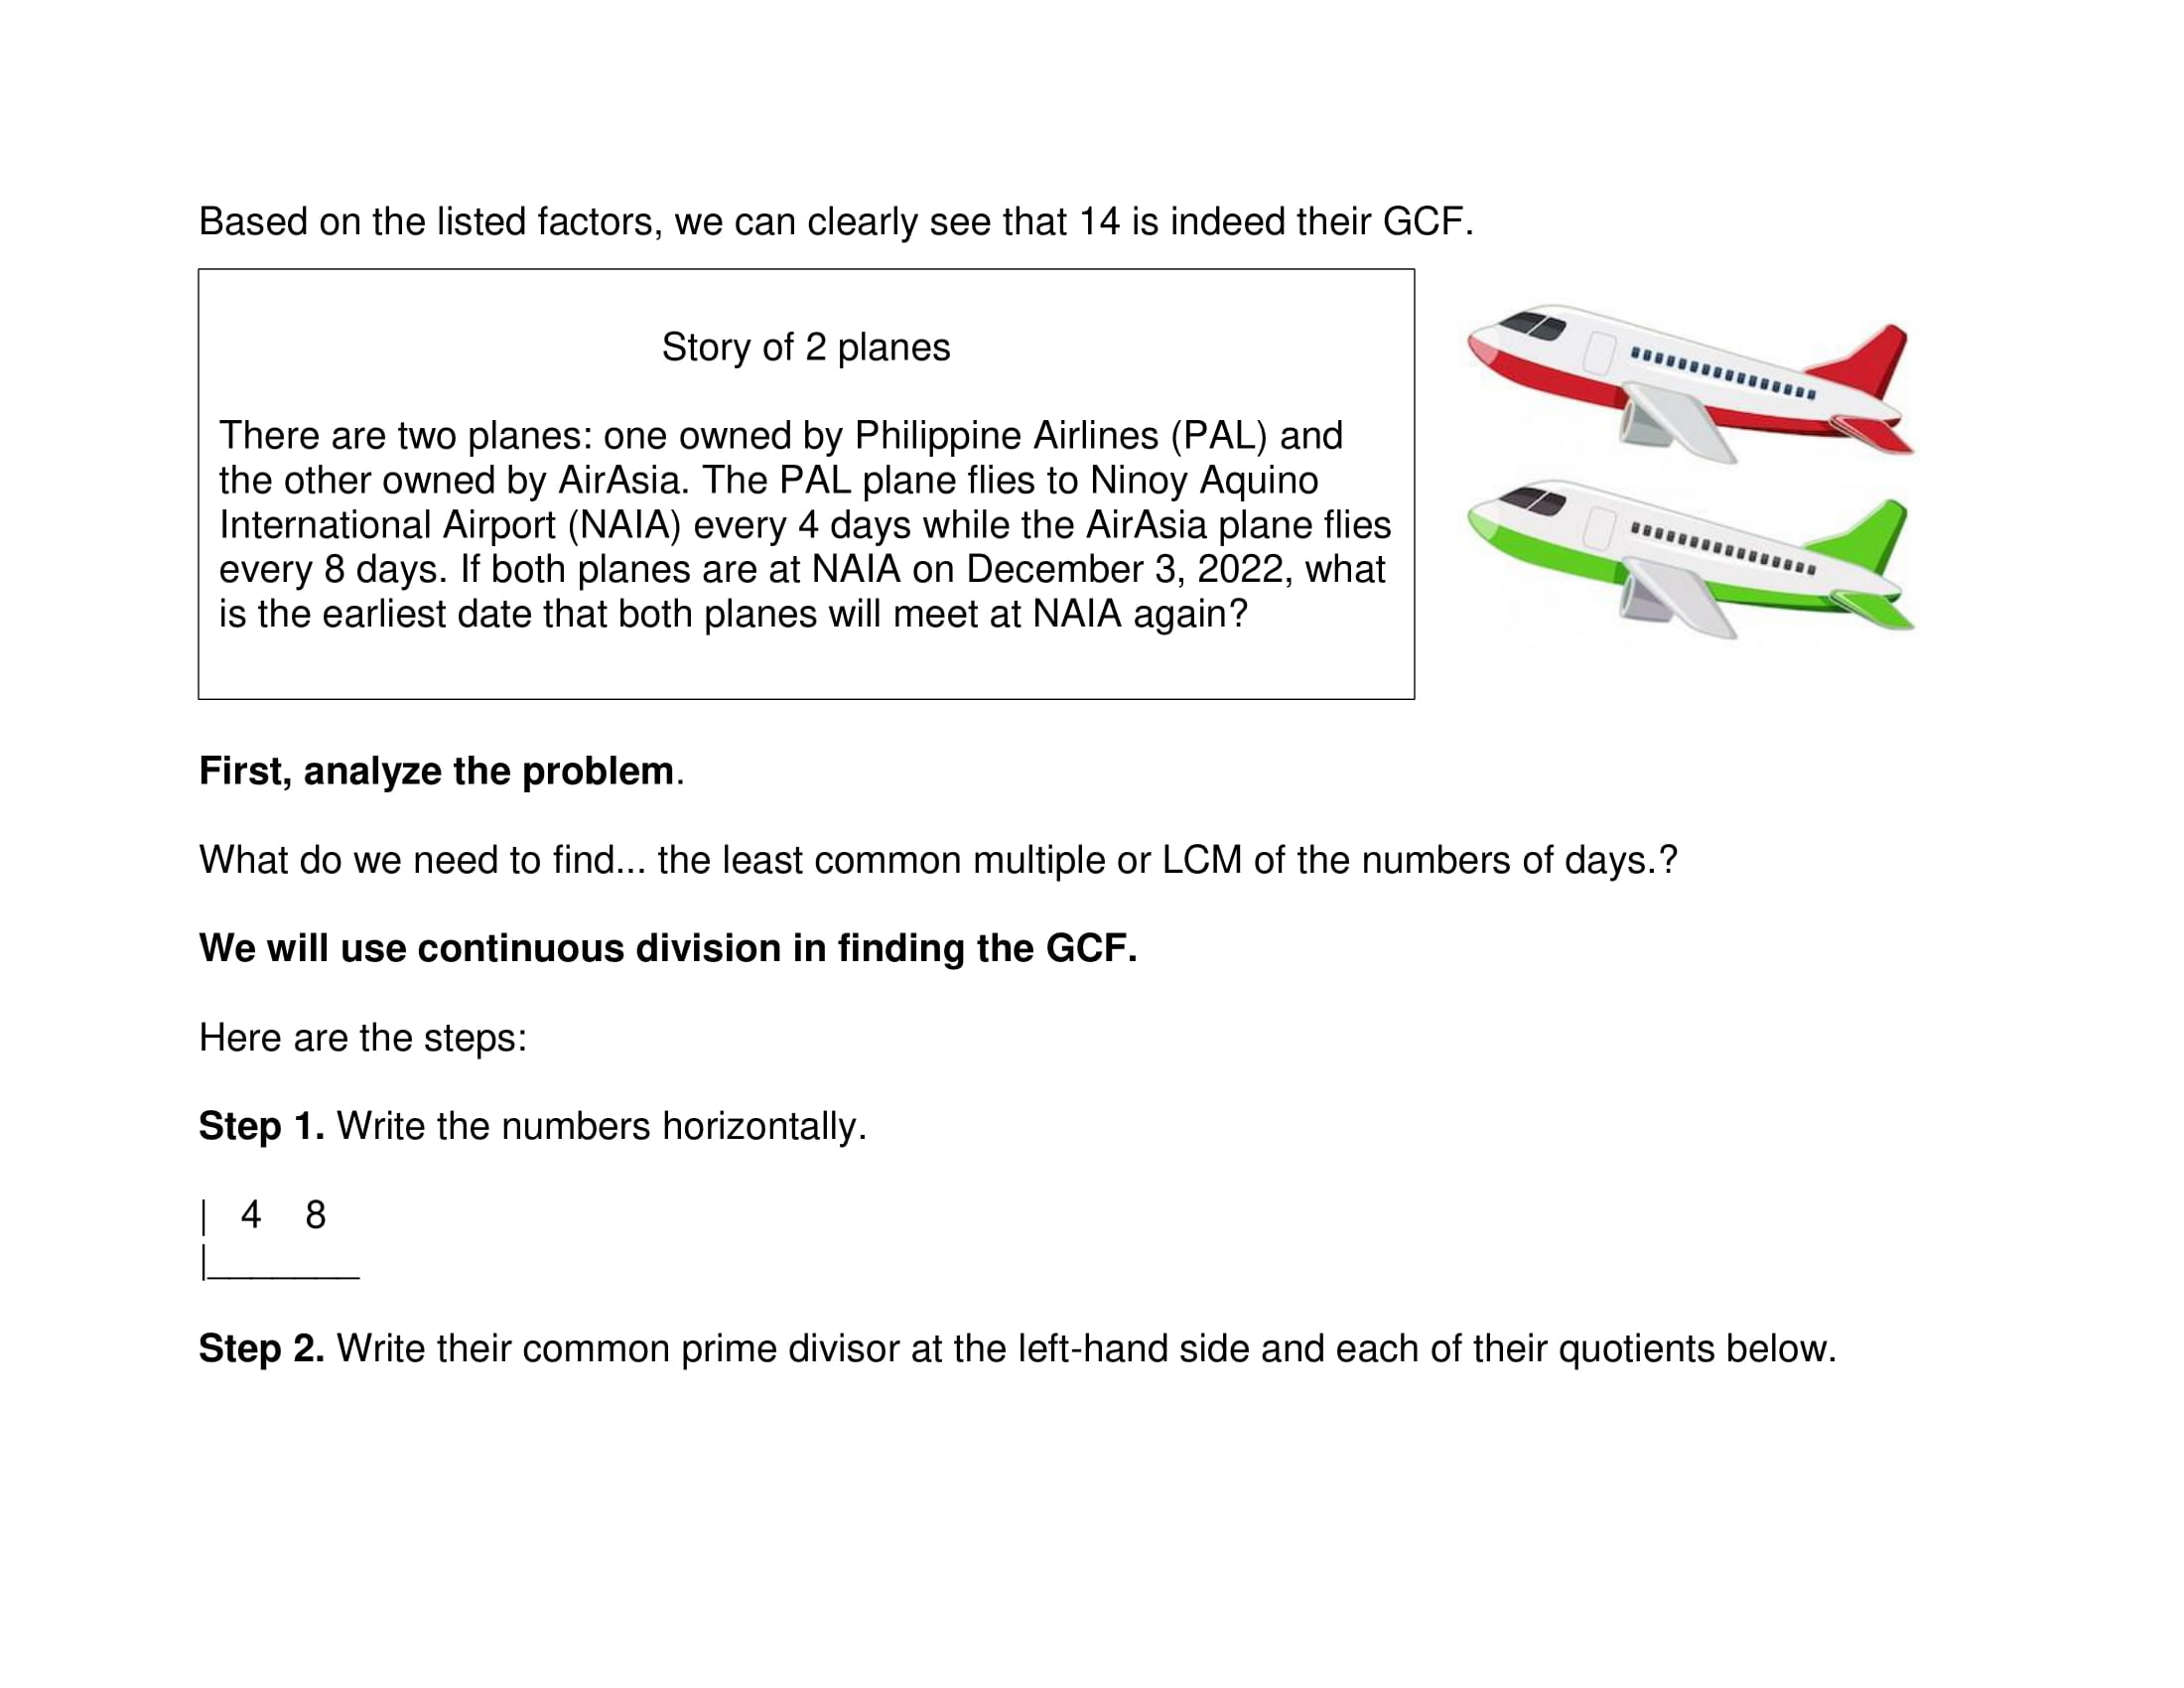 Based on the listed factors, we can clearly see that 14 is indeed their GCF.
Story of 2 planes
There are two planes: one owned by Philippine Airlines (PAL) and
the other owned by AirAsia. The PAL plane flies to Ninoy Aquino
International Airport (NAIA) every 4 days while the AirAsia plane flies
every 8 days. If both planes are at NAIA on December 3, 2022, what
is the earliest date that both planes will meet at NAIA again?
First, analyze the problem.
What do we need to find... the least common multiple or LCM of the numbers of days.?
We will use continuous division in finding the GCF.
Here are the steps:
Step 1. Write the numbers horizontally.
| 4 8
|_______
Step 2. Write their common prime divisor at the left-hand side and each of their quotients below.